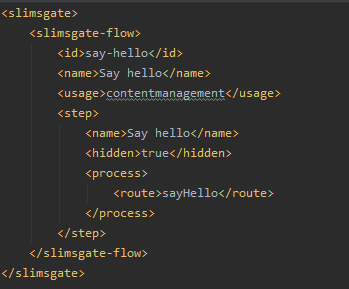 <slimsgate>
    <slimsgate-flow>
        <id>say-hello</id>
        <name>Say hello</name>
        <usage>contentmanagement</usage>
        <step>
            <name>Say hello</name>
            <hidden>true</hidden>
            <process>
                <route>sayHello</route>
            </process>
        </step>
    </slimsgate-flow>
</slimsgate>